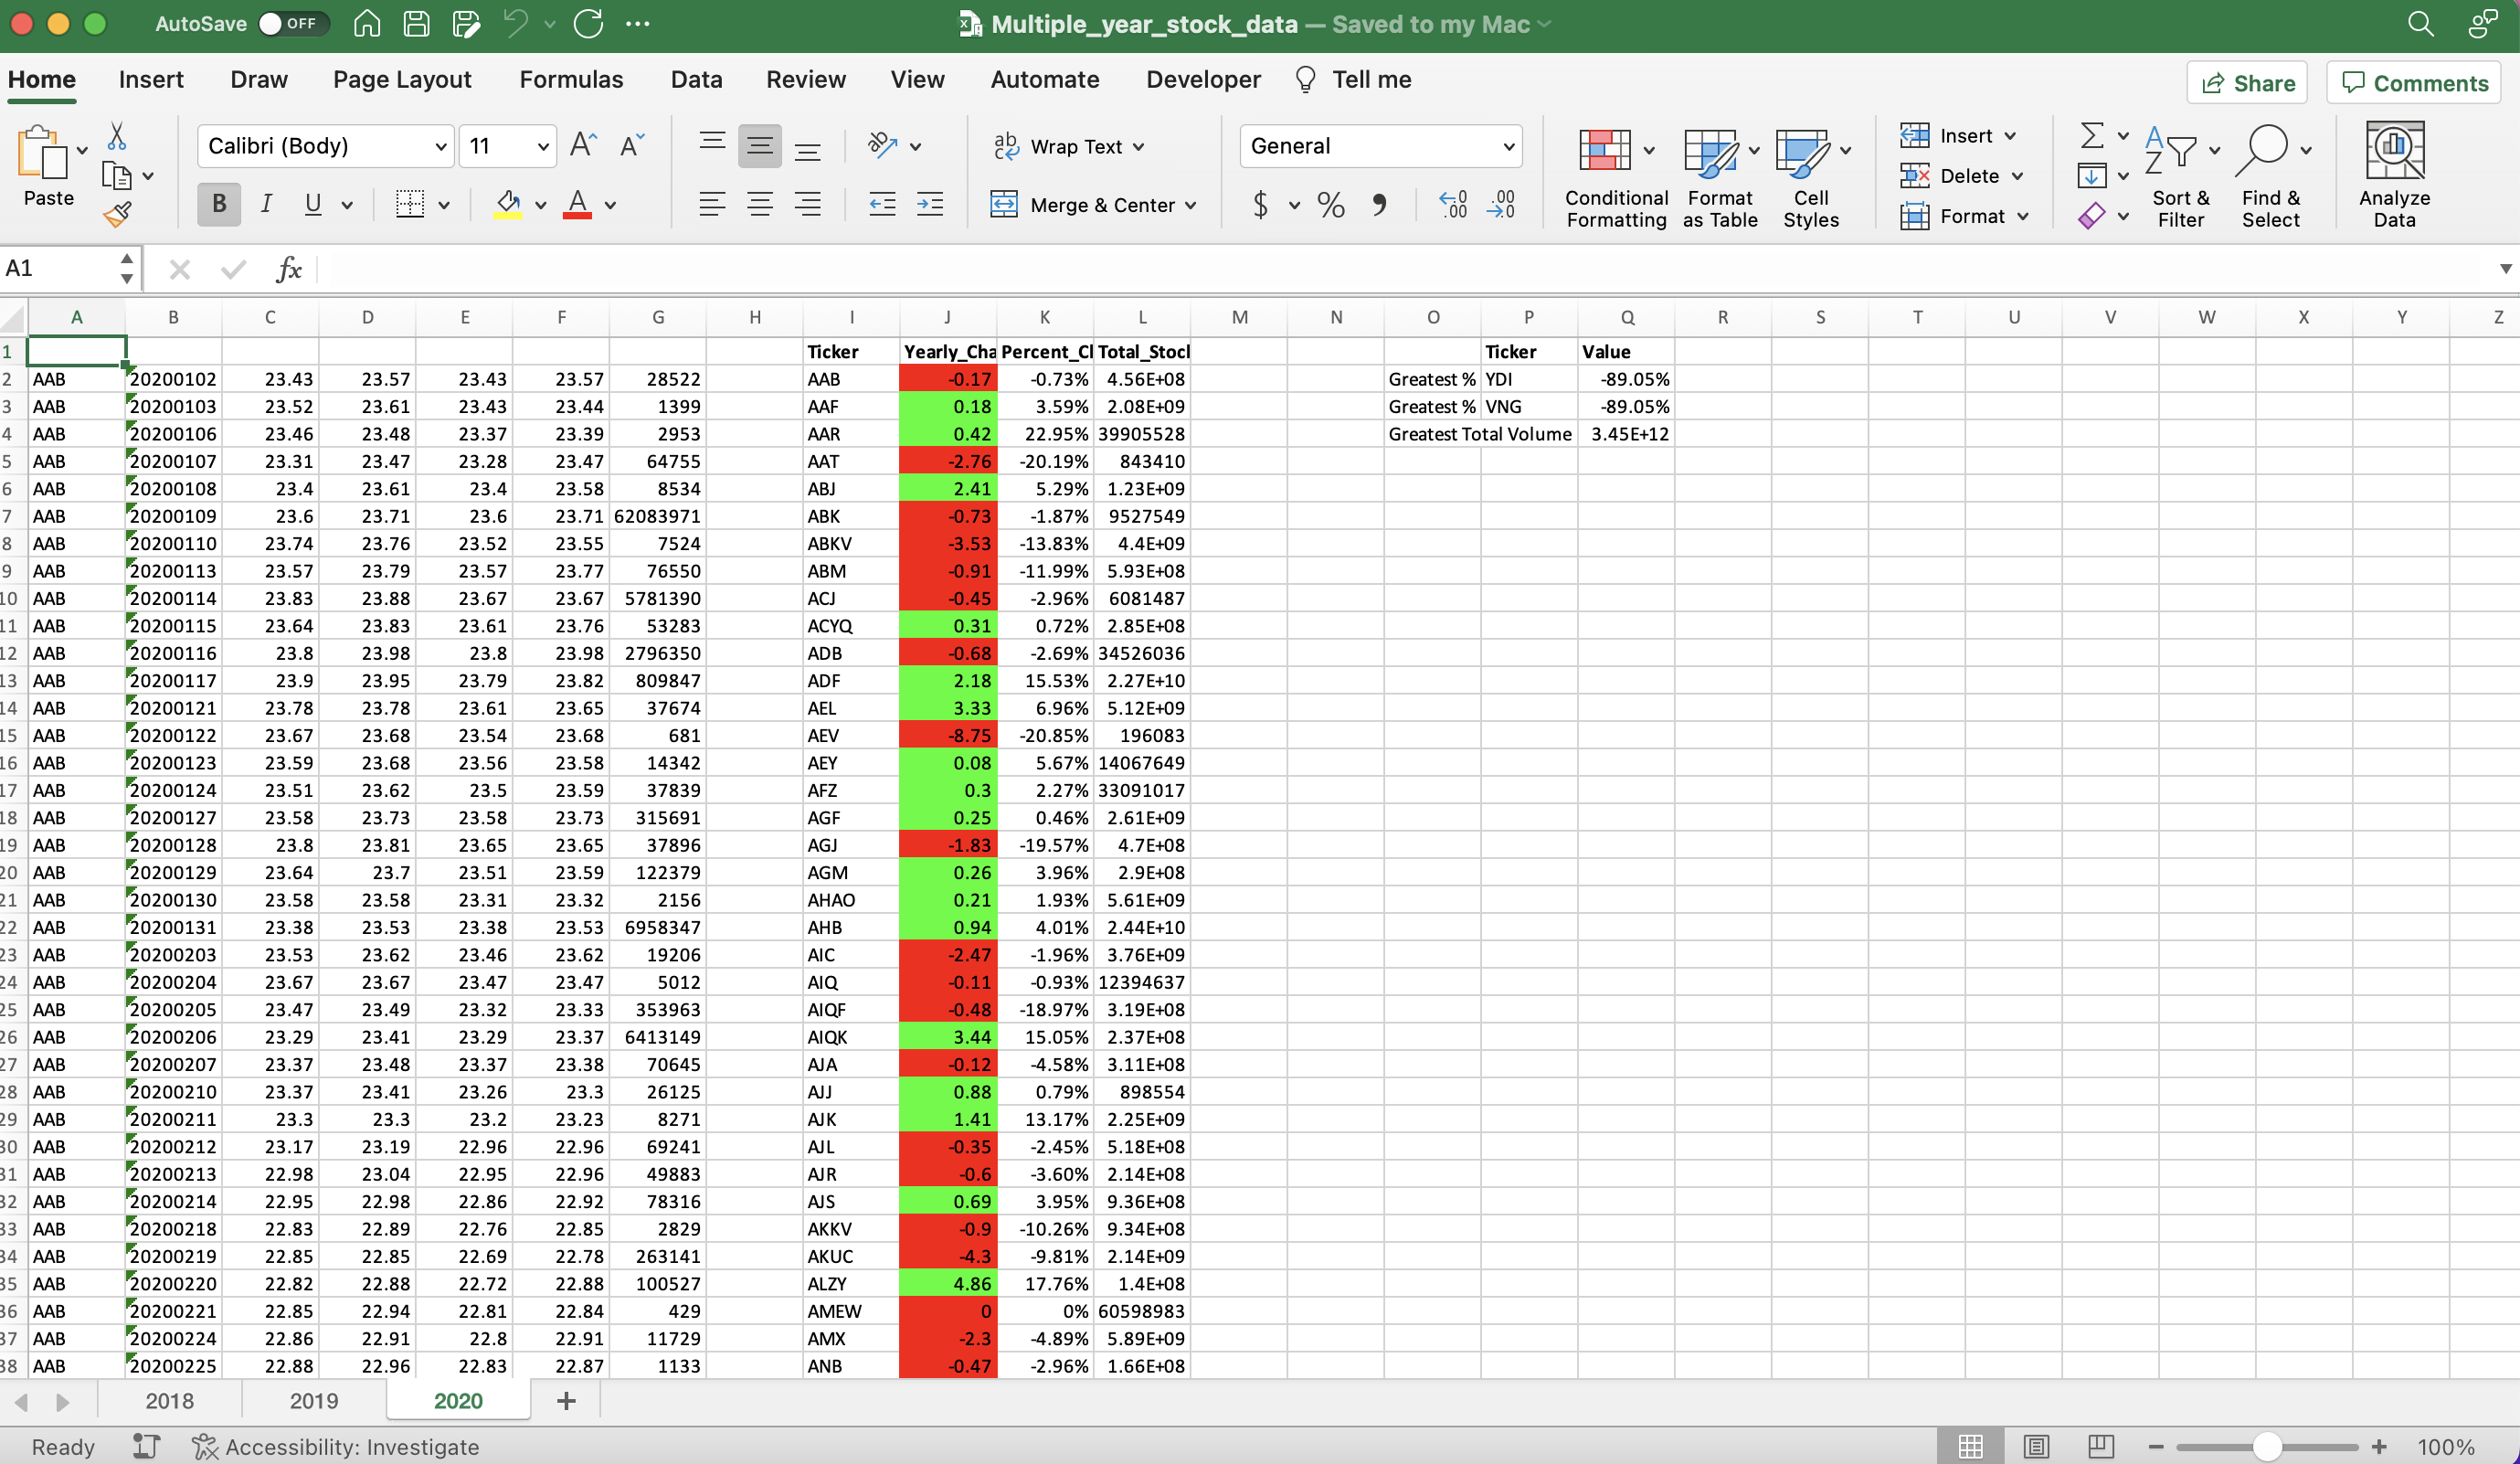 AutoSave OFF Multiple_year_stock_data — Saved to my Mac
Home Insert Draw Page Layout Formulas Data Review View Automate Developer Tell me Share Comments
Paste Calibri (Body) 11 Wrap Text General Conditional Formatting Format as Table Cell Styles Insert Sort & Filter Find & Select Analyze Data
Delete
B I U Merge & Center $ % Format
A1 fx
A B C D E F G H I J K L M N O P Q R S T U V W X Y Z
1 Ticker Yearly_Cha Percent_Cl Total_Stocl Ticker Value
2 AAB 20200102 23.43 23.57 23.43 23.57 28522 AAB -0.17 -0.73% 4.56E+08 Greatest % YDI -89.05%
3 AAB 20200103 23.52 23.61 23.43 23.44 1399 AAF 0.18 3.59% 2.08E+09 Greatest % VNG -89.05%
4 AAB 20200106 23.46 23.48 23.37 23.39 2953 AAR 0.42 22.95% 39905528 Greatest Total Volume 3.45E+12
5 AAB 20200107 23.31 23.47 23.28 23.47 64755 AAT -2.76 -20.19% 843410
6 AAB 20200108 23.4 23.61 23.4 23.58 8534 ABJ 2.41 5.29% 1.23E+09
7 AAB 20200109 23.6 23.71 23.6 23.71 62083971 ABK -0.73 -1.87% 9527549
8 AAB 20200110 23.74 23.76 23.52 23.55 7524 ABKV -3.53 -13.83% 4.4E+09
9 AAB 20200113 23.57 23.79 23.57 23.77 76550 ABM -0.91 -11.99% 5.93E+08
10 AAB 20200114 23.83 23.88 23.67 23.67 5781390 ACJ -0.45 -2.96% 6081487
11 AAB 20200115 23.64 23.83 23.61 23.76 53283 ACYQ 0.31 0.72% 2.85E+08
12 AAB 20200116 23.8 23.98 23.8 23.98 2796350 ADB -0.68 -2.69% 34526036
13 AAB 20200117 23.9 23.95 23.79 23.82 809847 ADF 2.18 15.53% 2.27E+10
14 AAB 20200121 23.78 23.78 23.61 23.65 37674 AEL 3.33 6.96% 5.12E+09
15 AAB 20200122 23.67 23.68 23.54 23.68 681 AEV -8.75 -20.85% 196083
16 AAB 20200123 23.59 23.68 23.56 23.58 14342 AEY 0.08 5.67% 14067649
17 AAB 20200124 23.51 23.62 23.5 23.59 37839 AFZ 0.3 2.27% 33091017
18 AAB 20200127 23.58 23.73 23.58 23.73 315691 AGF 0.25 0.46% 2.61E+09
19 AAB 20200128 23.8 23.81 23.65 23.65 37896 AGJ -1.83 -19.57% 4.7E+08
20 AAB 20200129 23.64 23.7 23.51 23.59 122379 AGM 0.26 3.96% 2.9E+08
21 AAB 20200130 23.58 23.58 23.31 23.32 2156 AHAO 0.21 1.93% 5.61E+09
22 AAB 20200131 23.38 23.53 23.38 23.53 6958347 AHB 0.94 4.01% 2.44E+10
23 AAB 20200203 23.53 23.62 23.46 23.62 19206 AIC -2.47 -1.96% 3.76E+09
24 AAB 20200204 23.67 23.67 23.47 23.47 5012 AIQ -0.11 -0.93% 12394637
25 AAB 20200205 23.47 23.49 23.32 23.33 353963 AIQF -0.48 -18.97% 3.19E+08
26 AAB 20200206 23.29 23.41 23.29 23.37 6413149 AIQK 3.44 15.05% 2.37E+08
27 AAB 20200207 23.37 23.48 23.37 23.38 70645 AJA -0.12 -4.58% 3.11E+08
28 AAB 20200210 23.37 23.41 23.26 23.3 26125 AJJ 0.88 0.79% 898554
29 AAB 20200211 23.3 23.3 23.2 23.23 8271 AJK 1.41 13.17% 2.25E+09
30 AAB 20200212 23.17 23.19 22.96 22.96 69241 AJL -0.35 -2.45% 5.18E+08
31 AAB 20200213 22.98 23.04 22.95 22.96 49883 AJR -0.6 -3.60% 2.14E+08
32 AAB 20200214 22.95 22.98 22.86 22.92 78316 AJS 0.69 3.95% 9.36E+08
33 AAB 20200218 22.83 22.89 22.76 22.85 2829 AKKV -0.9 -10.26% 9.34E+08
34 AAB 20200219 22.85 22.85 22.69 22.78 263141 AKUC -4.3 -9.81% 2.14E+09
35 AAB 20200220 22.82 22.88 22.72 22.88 100527 ALZY 4.86 17.76% 1.4E+08
36 AAB 20200221 22.85 22.94 22.81 22.84 429 AMEW 0 0% 60598983
37 AAB 20200224 22.86 22.91 22.8 22.91 11729 AMX -2.3 -4.89% 5.89E+09
38 AAB 20200225 22.88 22.96 22.83 22.87 1133 ANB -0.47 -2.96% 1.66E+08
2018 2019 2020 +
Ready Accessibility: Investigate 100%